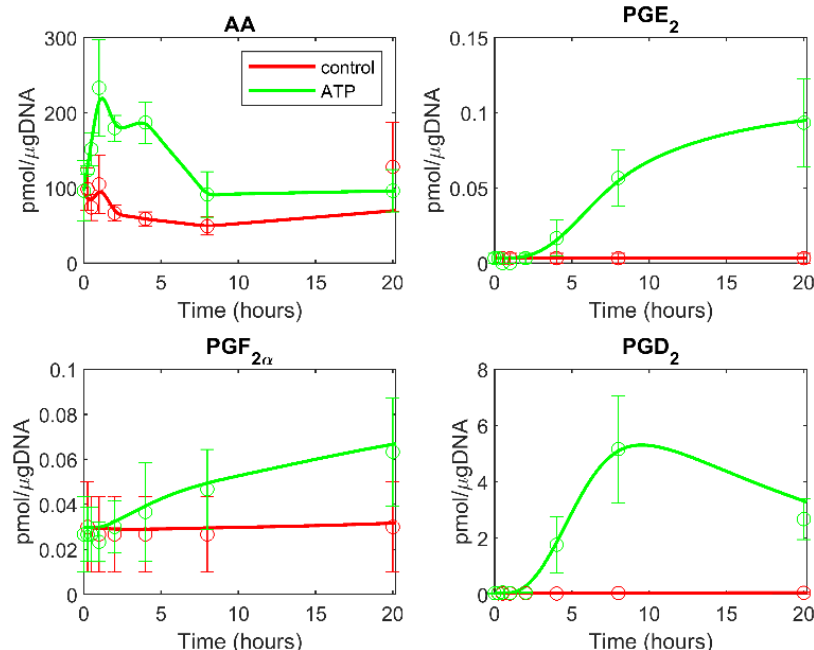 AA
300
200
100
0
pmol/μgDNA
0 5 10 15 20
Time (hours)
control
ATP
PGE2
0.15
0.1
0.05
0
pmol/μgDNA
0 5 10 15 20
Time (hours)
PGF2α
0.1
0.08
0.06
0.04
0.02
0
pmol/μgDNA
0 5 10 15 20
Time (hours)
PGD2
8
6
4
2
0
pmol/μgDNA
0 5 10 15 20
Time (hours)